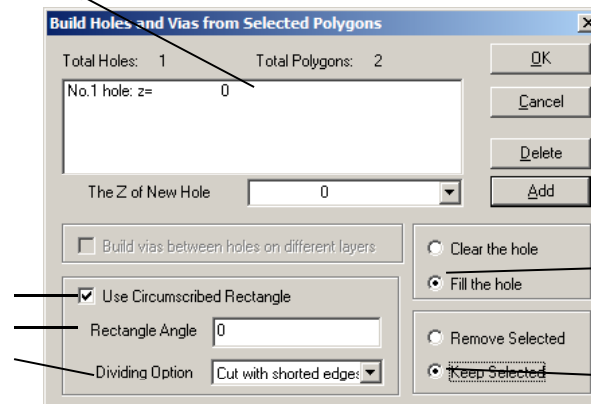 Build Holes and Vias from Selected Polygons
Total Holes: 1 Total Polygons: 2
OK
No.1 hole: z= 0
Cancel
Delete
The Z of New Hole 0
Add
Build vias between holes on different layers
Clear the hole
Fill the hole
Use Circumscribed Rectangle
Rectangle Angle 0
Remove Selected
Dividing Option Cut with shorted edges
Keep Selected